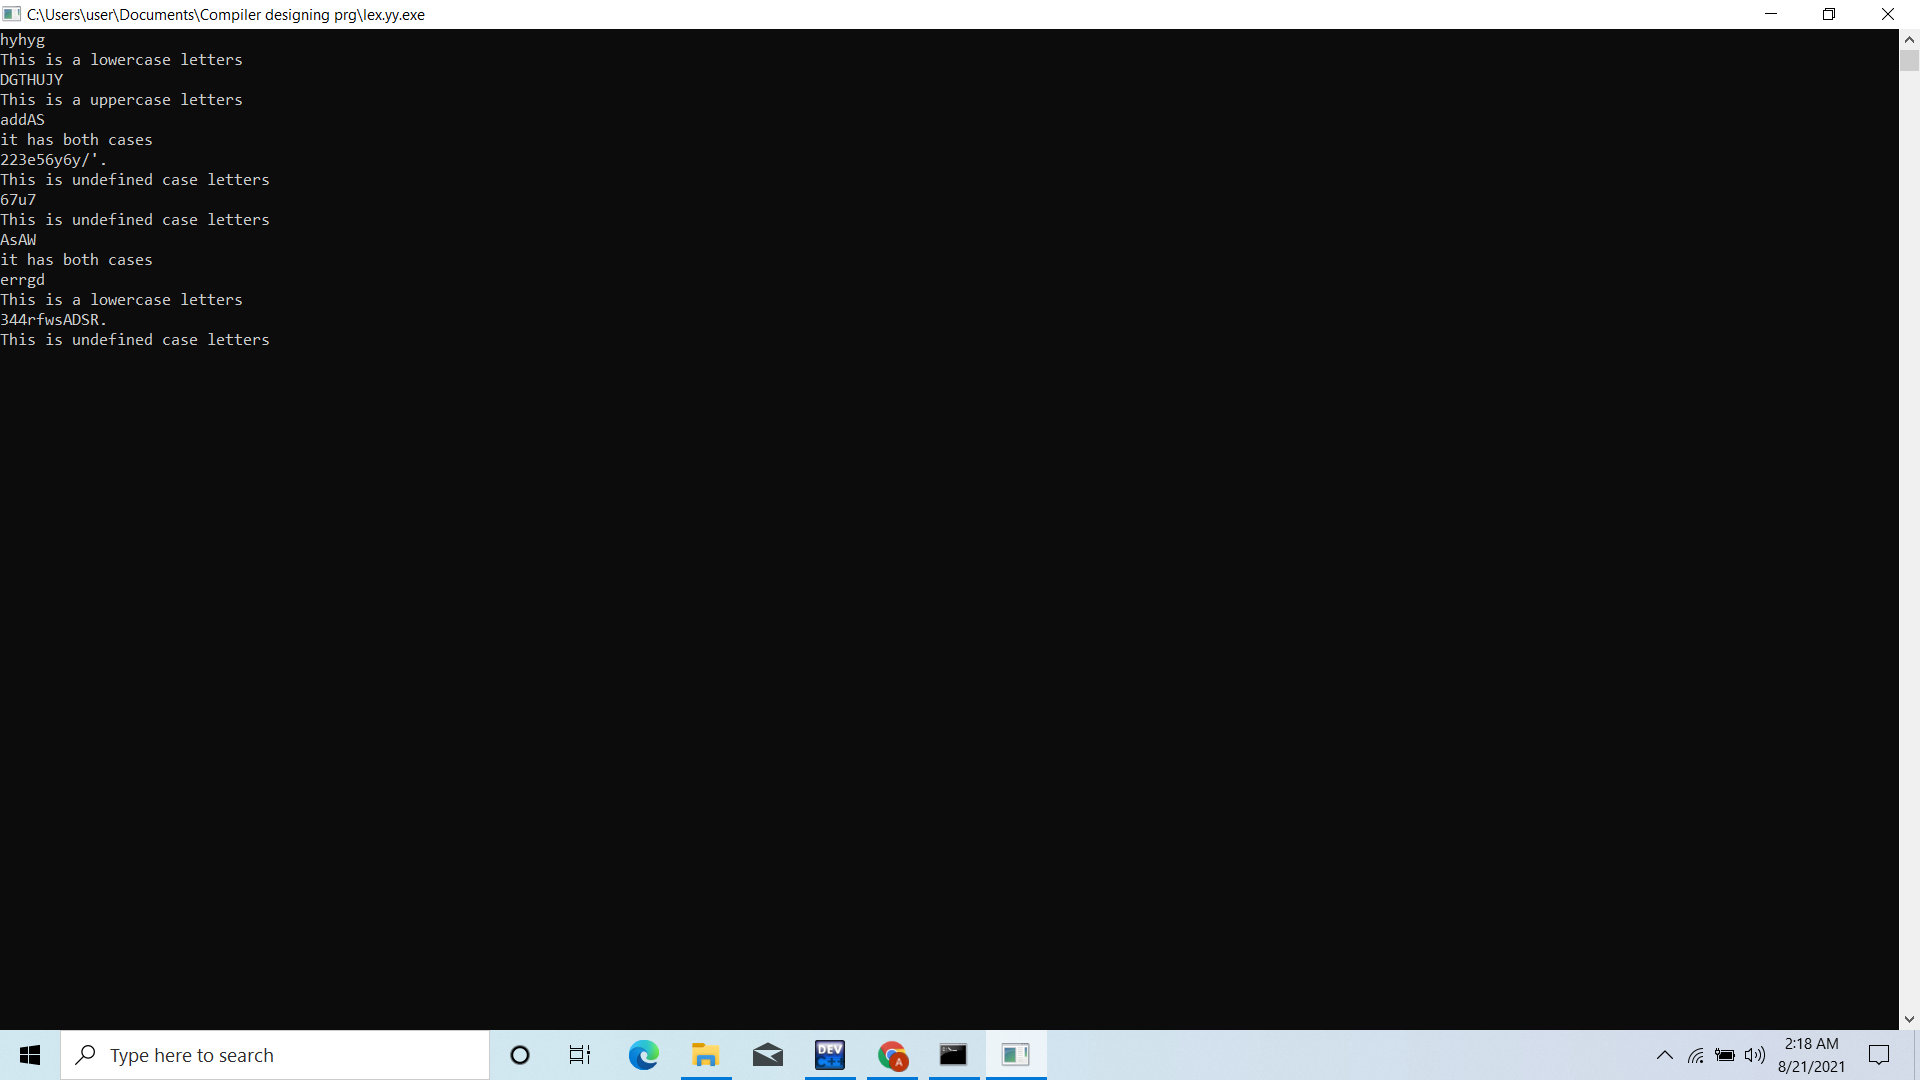 C:\Users\user\Documents\Compiler designing prg\lex.yy.exe
hyhyg
This is a lowercase letters
DGTHUJY
This is a uppercase letters
addAS
it has both cases
223e56y6y/'.
This is undefined case letters
67u7
This is undefined case letters
AsAW
it has both cases
errgd
This is a lowercase letters
344rfwsADSR.
This is undefined case letters
Type here to search
DEV
C++
A
2:18 AM
8/21/2021